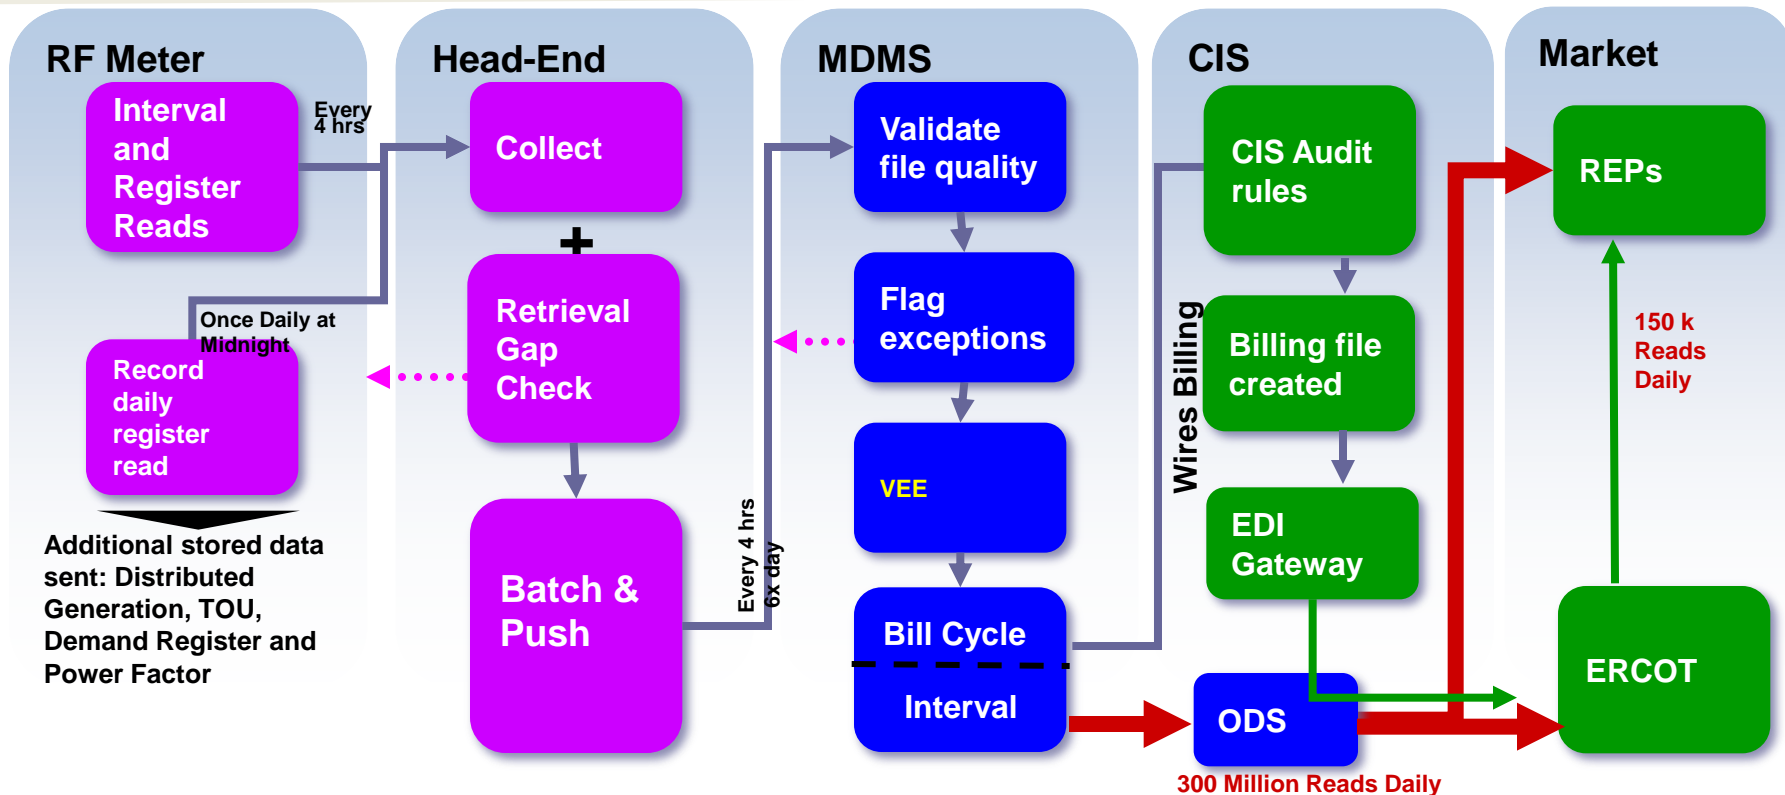 RF Meter
Interval
and
Register
Reads
Every
4 hrs
Once Daily at
Midnight
Record
daily
register
read
Additional stored data
sent: Distributed
Generation, TOU,
Demand Register and
Power Factor
Head-End
Collect
+
Retrieval
Gap
Check
Batch &
Push
Every 4 hrs
6x day
MDMS
Validate
file quality
Flag
exceptions
VEE
Bill Cycle
Interval
CIS
Wires Billing
CIS Audit
rules
Billing file
created
EDI
Gateway
ODS
300 Million Reads Daily
Market
REPs
150 k
Reads
Daily
ERCOT